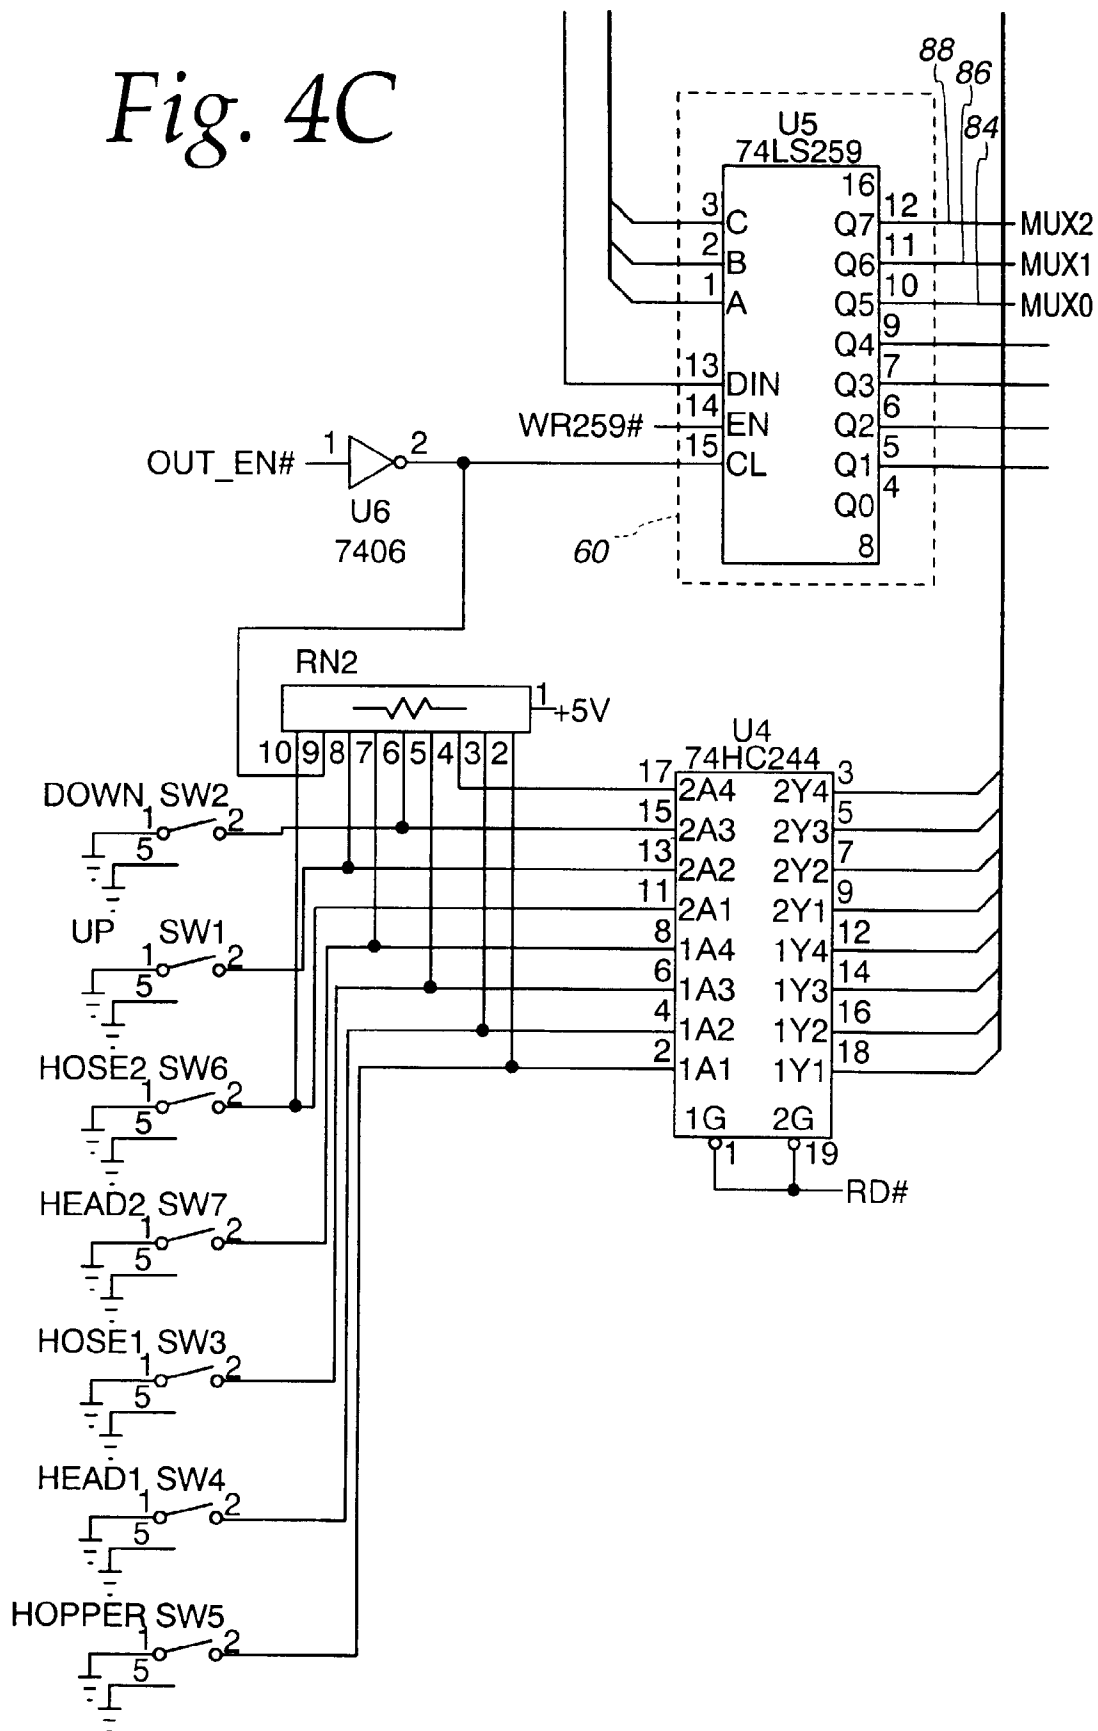 Fig. 4C
88
86
84
U5
74LS259
16
3 C Q7 12 MUX2
2 B Q6 11 MUX1
1 A Q5 10 MUX0
Q4 9
13 DIN Q3 7
WR259# 14 EN Q2 6
OUT_EN# 1 2 15 CL Q1 5
Q0 4
U6
7406
8
60
RN2
1 +5V
10 9 8 7 6 5 4 3 2
U4
74HC244
17 2A4 2Y4 3
15 2A3 2Y3 5
13 2A2 2Y2 7
11 2A1 2Y1 9
8 1A4 1Y4 12
6 1A3 1Y3 14
4 1A2 1Y2 16
2 1A1 1Y1 18
1G 2G
1 19
RD#
DOWN SW2
1 2
5
UP SW1
1 2
5
HOSE2 SW6
1 2
5
HEAD2 SW7
1 2
5
HOSE1 SW3
1 2
5
HEAD1 SW4
1 2
5
HOPPER SW5
1 2
5